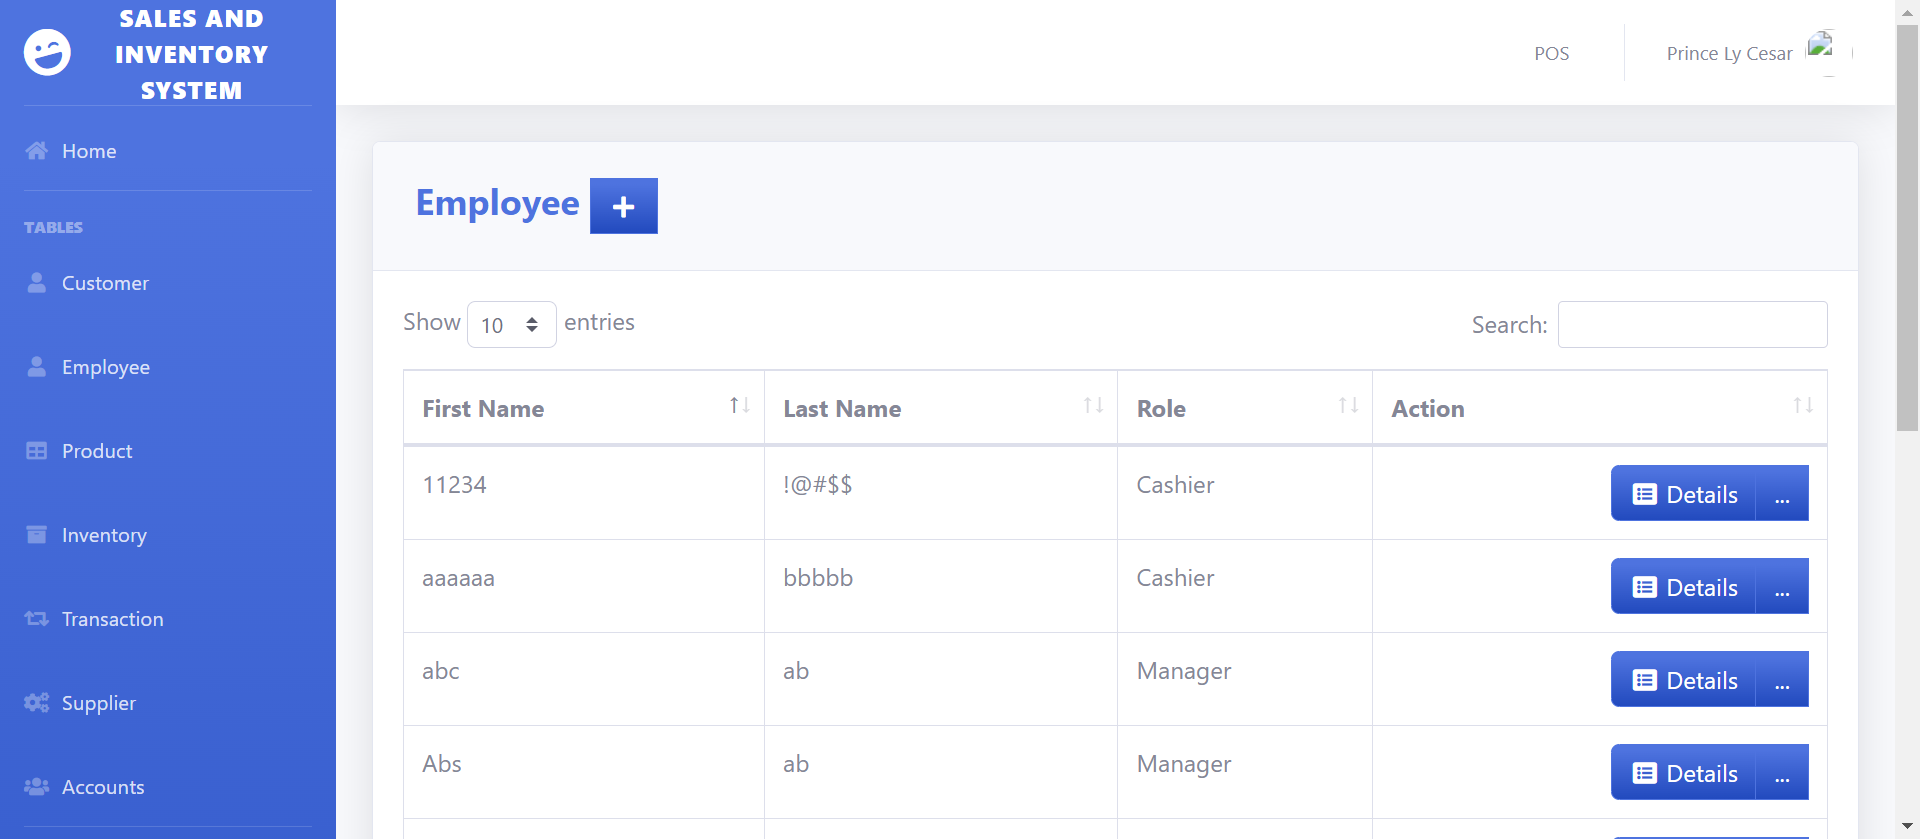 SALES AND
INVENTORY
SYSTEM
POS
Prince Ly Cesar
Home
TABLES
Customer
Employee
Product
Inventory
Transaction
Supplier
Accounts
Employee
Show 10 entries
Search:
First Name Last Name Role Action
11234 !@#$$ Cashier Details ...
aaaaaa bbbbb Cashier Details ...
abc ab Manager Details ...
Abs ab Manager Details ...